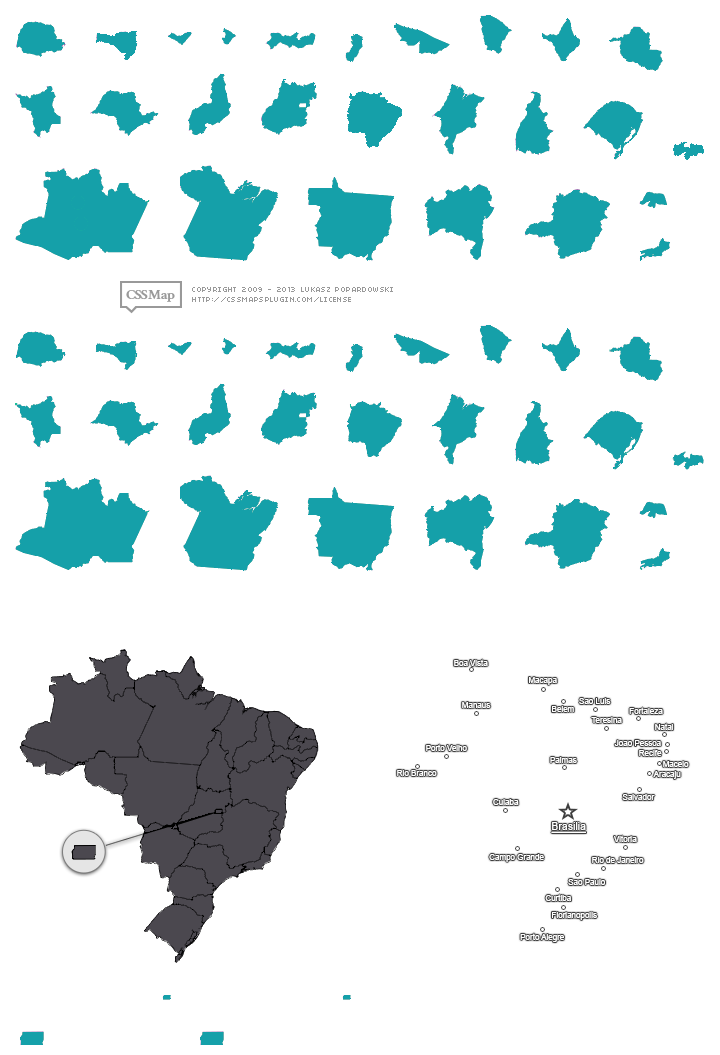 CSSMap
COPYRIGHT 2009 - 2013 LUKASZ POPARDOWSKI
HTTP://CSSMAPSPLUGIN.COM/LICENSE
Boa Vista
Macapa
Manaus
Belem
Sao Luis
Teresina
Fortaleza
Natal
Joao Pessoa
Recife
Porto Velho
Rio Branco
Palmas
Maceio
Aracaju
Salvador
Cuiaba
Brasilia
Vitoria
Campo Grande
Rio de Janeiro
Sao Paulo
Curtiba
Florianopolis
Porto Alegre